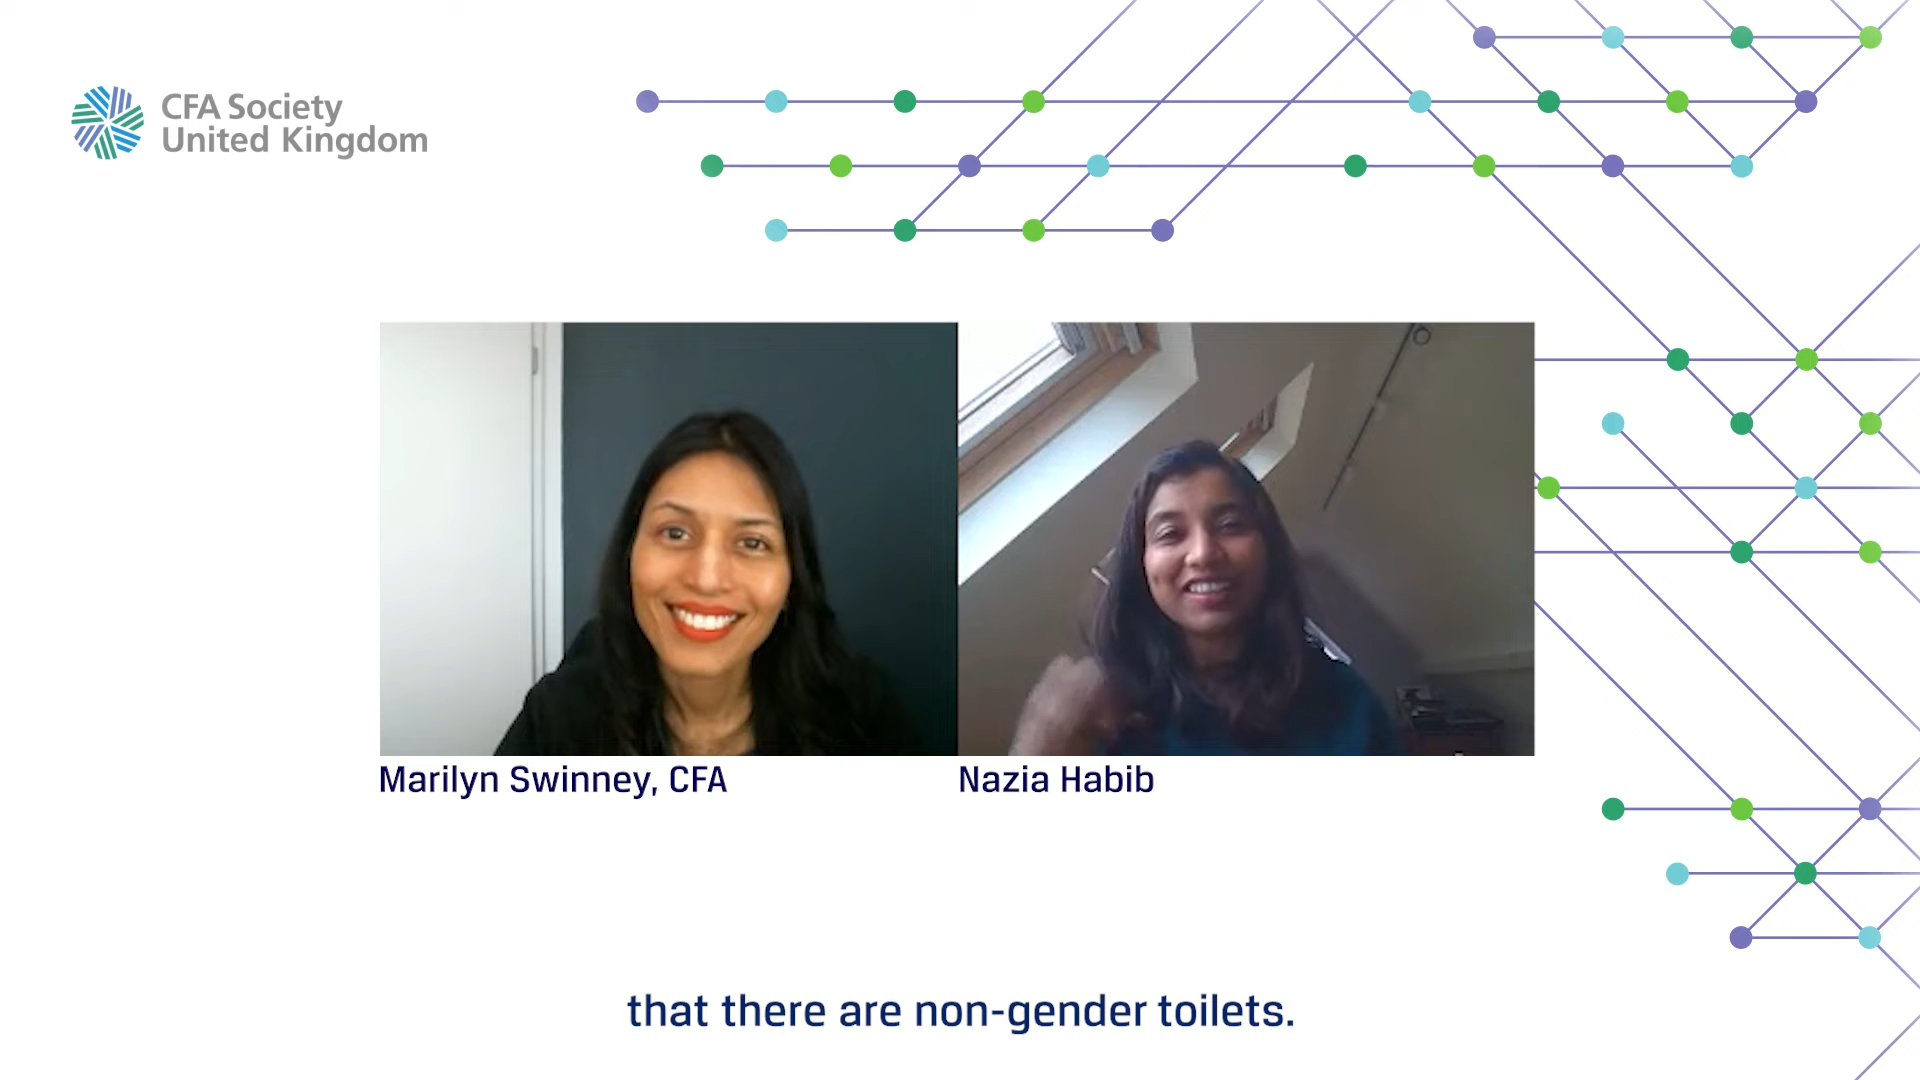 CFA Society
United Kingdom
Marilyn Swinney, CFA
Nazia Habib
that there are non-gender toilets.